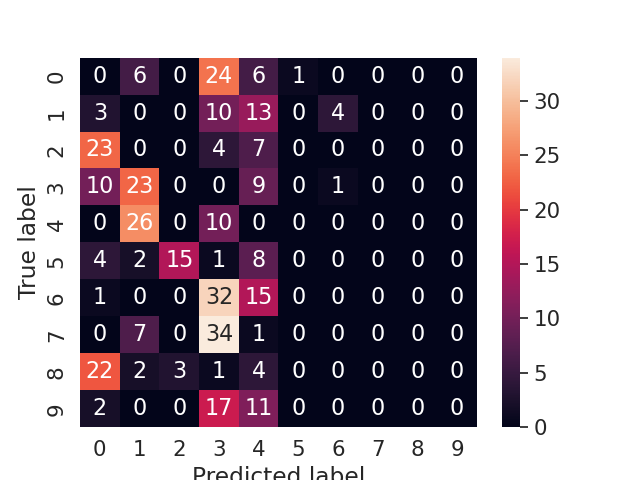 0 0 6 0 24 6 1 0 0 0 0
1 3 0 0 10 13 0 4 0 0 0
2 23 0 0 4 7 0 0 0 0 0
3 10 23 0 0 9 0 1 0 0 0
4 0 26 0 10 0 0 0 0 0 0
5 4 2 15 1 8 0 0 0 0 0
6 1 0 0 32 15 0 0 0 0 0
7 0 7 0 34 1 0 0 0 0 0
8 22 2 3 1 4 0 0 0 0 0
9 2 0 0 17 11 0 0 0 0 0
0 1 2 3 4 5 6 7 8 9
Predicted label
True label
30
25
20
15
10
5
0